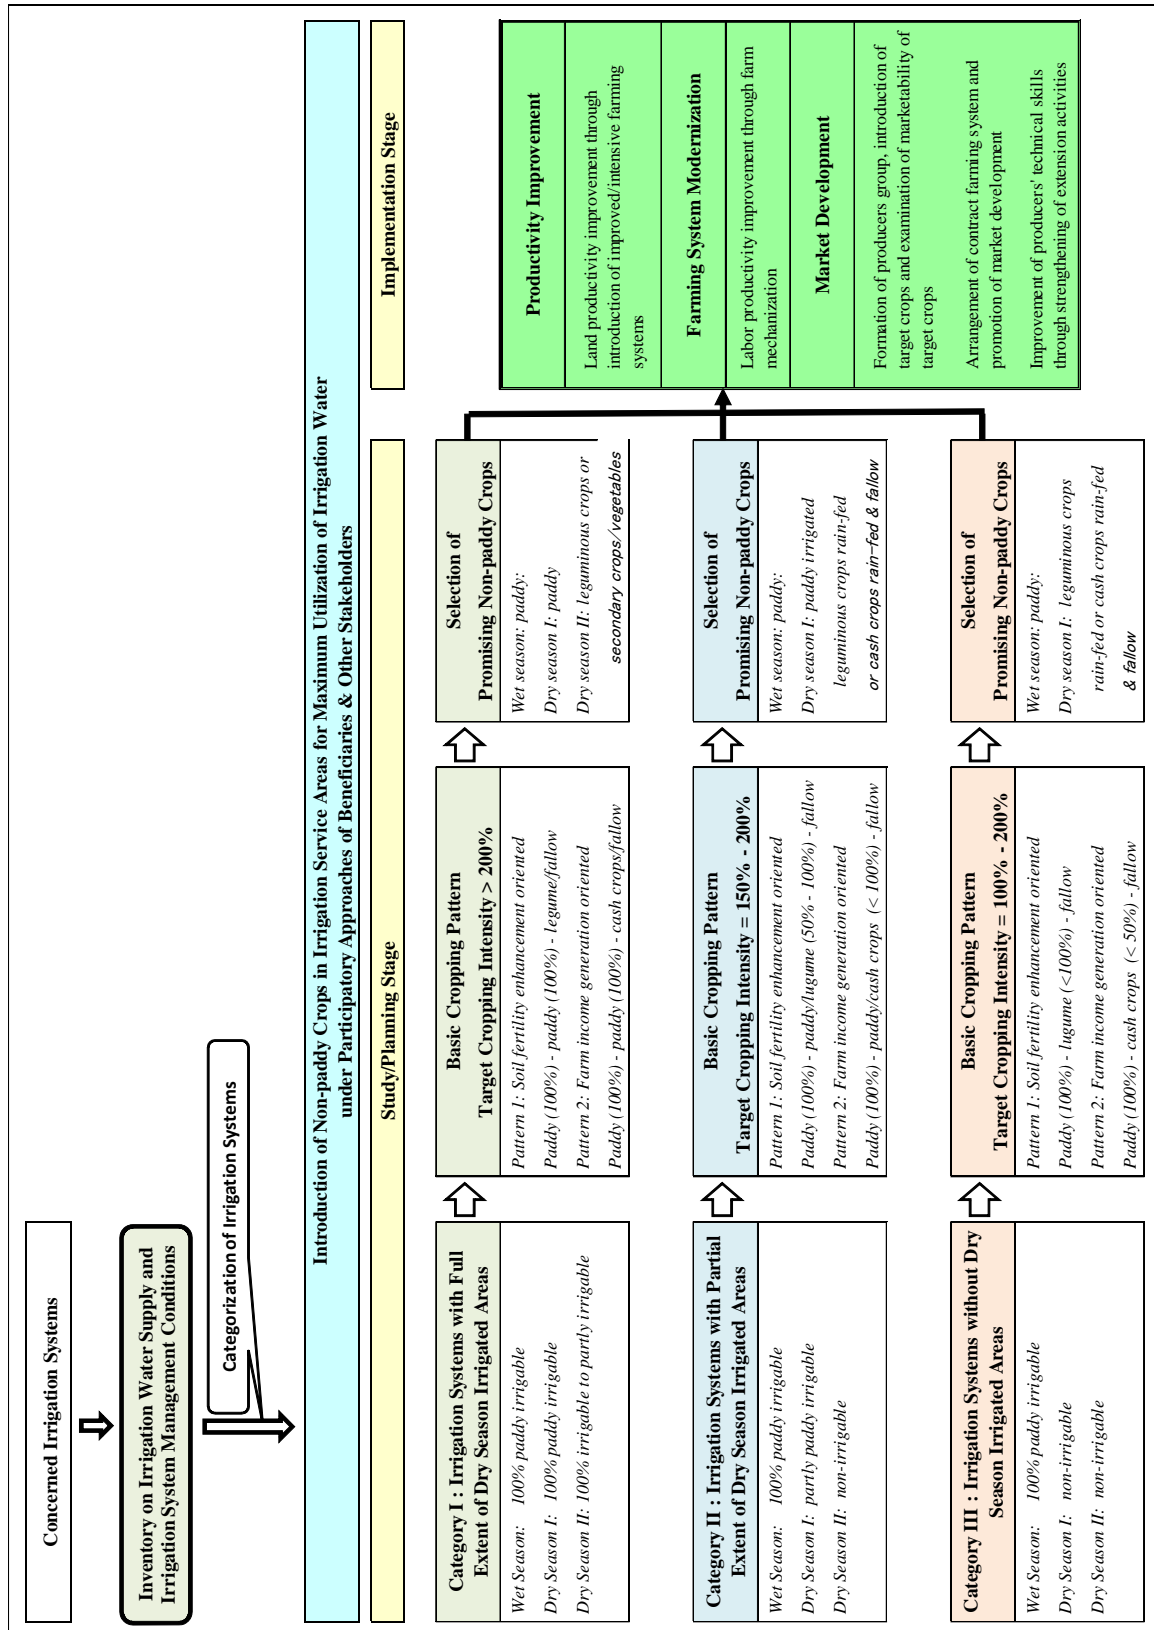 Concerned Irrigation Systems
Inventory on Irrigation Water Supply and
Irrigation System Management Conditions
Categorization of Irrigation Systems
Introduction of Non-paddy Crops in Irrigation Service Areas for Maximum Utilization of Irrigation Water
under Participatory Approaches of Beneficiaries & Other Stakeholders
Study/Planning Stage
Implementation Stage
Category I : Irrigation Systems with Full
Extent of Dry Season Irrigated Areas
Wet Season: 100% paddy irrigable
Dry Season I: 100% paddy irrigable
Dry Season II: 100% irrigable to partly irrigable
Basic Cropping Pattern
Target Cropping Intensity > 200%
Pattern 1: Soil fertility enhancement oriented
Paddy (100%) - paddy (100%) - legume/fallow
Pattern 2: Farm income generation oriented
Paddy (100%) - paddy (100%) - cash crops/fallow
Selection of
Promising Non-paddy Crops
Wet season: paddy:
Dry season I: paddy
Dry season II: leguminous crops or
secondary crops/vegetables
Category II : Irrigation Systems with Partial
Extent of Dry Season Irrigated Areas
Wet Season: 100% paddy irrigable
Dry Season I: partly paddy irrigable
Dry Season II: non-irrigable
Basic Cropping Pattern
Target Cropping Intensity = 150% - 200%
Pattern 1: Soil fertility enhancement oriented
Paddy (100%) - paddy/lugume (50% - 100%) - fallow
Pattern 2: Farm income generation oriented
Paddy (100%) - paddy/cash crops (< 100%) - fallow
Selection of
Promising Non-paddy Crops
Wet season: paddy:
Dry season I: paddy irrigated
leguminous crops rain-fed
or cash crops rain-fed & fallow
Category III : Irrigation Systems without Dry
Season Irrigated Areas
Wet Season: 100% paddy irrigable
Dry Season I: non-irrigable
Dry Season II: non-irrigable
Basic Cropping Pattern
Target Cropping Intensity = 100% - 200%
Pattern 1: Soil fertility enhancement oriented
Paddy (100%) - lugume (<100%) - fallow
Pattern 2: Farm income generation oriented
Paddy (100%) - cash crops (< 50%) - fallow
Selection of
Promising Non-paddy Crops
Wet season: paddy:
Dry season I: leguminous crops
rain-fed or cash crops rain-fed
& fallow
Productivity Improvement
Land productivity improvement through
introduction of improved/intensive farming
systems
Farming System Modernization
Labor productivity improvement through farm
mechanization
Market Development
Formation of producers group, introduction of
target crops and examination of marketability of
target crops
Arrangement of contract farming system and
promotion of market development
Improvement of producers' technical skills
through strengthening of extension activities